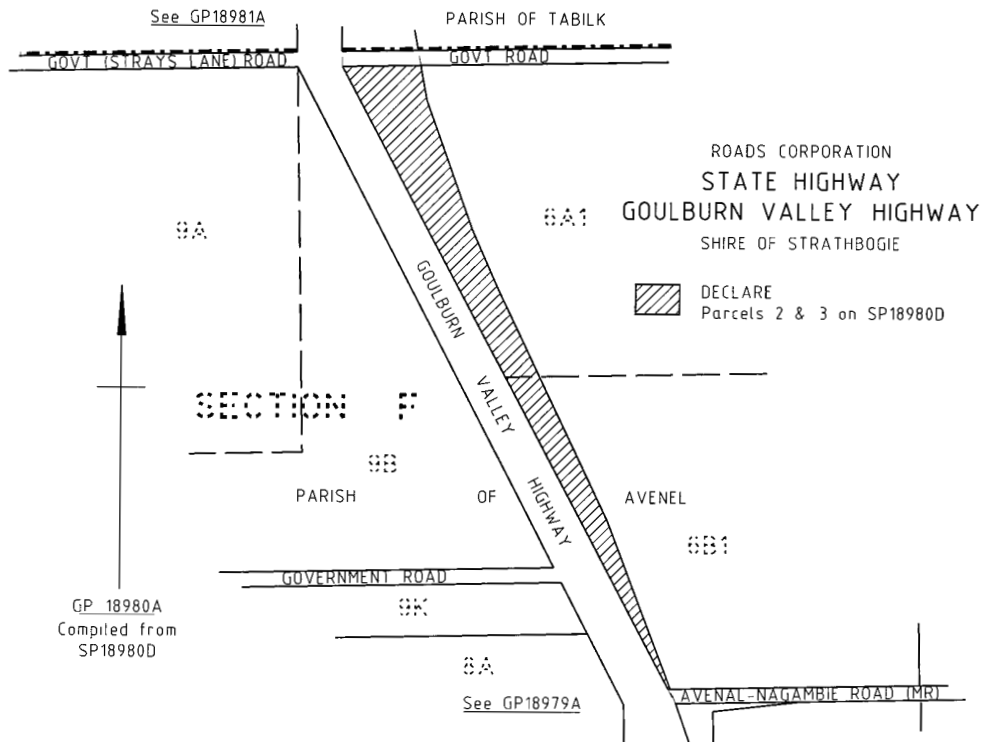 See GP18981A
PARISH OF TABILK
GOVT (STRAYS LANE) ROAD
GOVT ROAD
ROADS CORPORATION
STATE HIGHWAY
GOULBURN VALLEY HIGHWAY
SHIRE OF STRATHBOGIE
9A
6A1
DECLARE
Parcels 2 & 3 on SP18980D
GOULBURN VALLEY HIGHWAY
SECTION F
9B
PARISH OF AVENEL
6B1
GOVERNMENT ROAD
GP 18980A
Compiled from
SP18980D
9K
8A
See GP18979A
AVENAL-NAGAMBIE ROAD (MR)